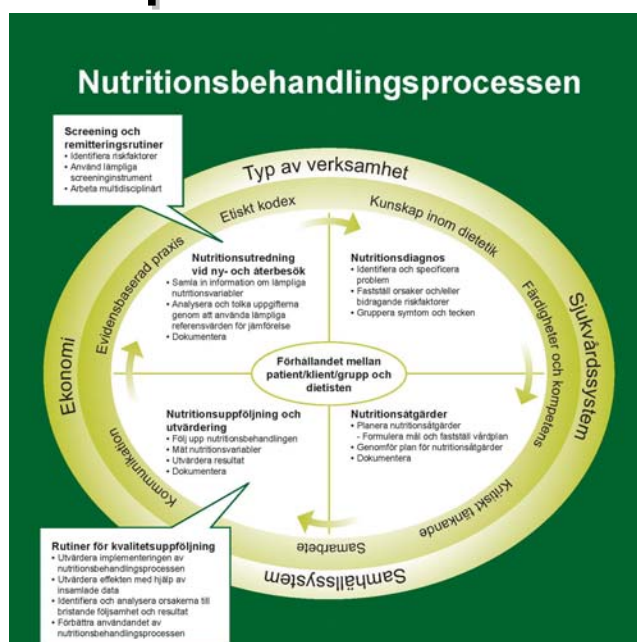 Nutritionsbehandlingsprocessen
Screening och
remitteringsrutiner
• Identifiera riskfaktorer
• Använd lämpliga
screeninginstrument
• Arbeta multidisciplinärt
Typ av verksamhet
Etiskt kodex
Kunskap inom dietetik
Evidensbaserad praxis
Färdigheter och kompetens
Ekonomi
Sjukvårdssystem
Nutritionsutredning
vid ny- och återbesök
• Samla in information om lämpliga
nutritionsvariabler
• Analysera och tolka uppgifterna
genom att använda lämpliga
referensvärden för jämförelse
• Dokumentera
Nutritionsdiagnos
• Identifiera och specificera
problem
• Fastställ orsaker och/eller
bidragande riskfaktorer
• Gruppera symtom och tecken
Förhållandet mellan
patient/klient/grupp och
dietisten
Nutritionsuppföljning och
utvärdering
• Följ upp nutritionsbehandlingen
• Mät nutritionsvariabler
• Utvärdera resultat
• Dokumentera
Nutritionsåtgärder
• Planera nutritionsåtgärder
- Formulera mål och fastställ vårdplan
• Genomför plan för nutritionsåtgärder
• Dokumentera
Kommunikation
Kritiskt tänkande
Samarbete
Samhällssystem
Rutiner för kvalitetsuppföljning
• Utvärdera implementeringen av
nutritionsbehandlingsprocessen
• Utvärdera effekten med hjälp av
insamlade data
• Identifiera och analysera orsakerna till
bristande följsamhet och resultat
• Förbättra användandet av
nutritionsbehandlingsprocessen